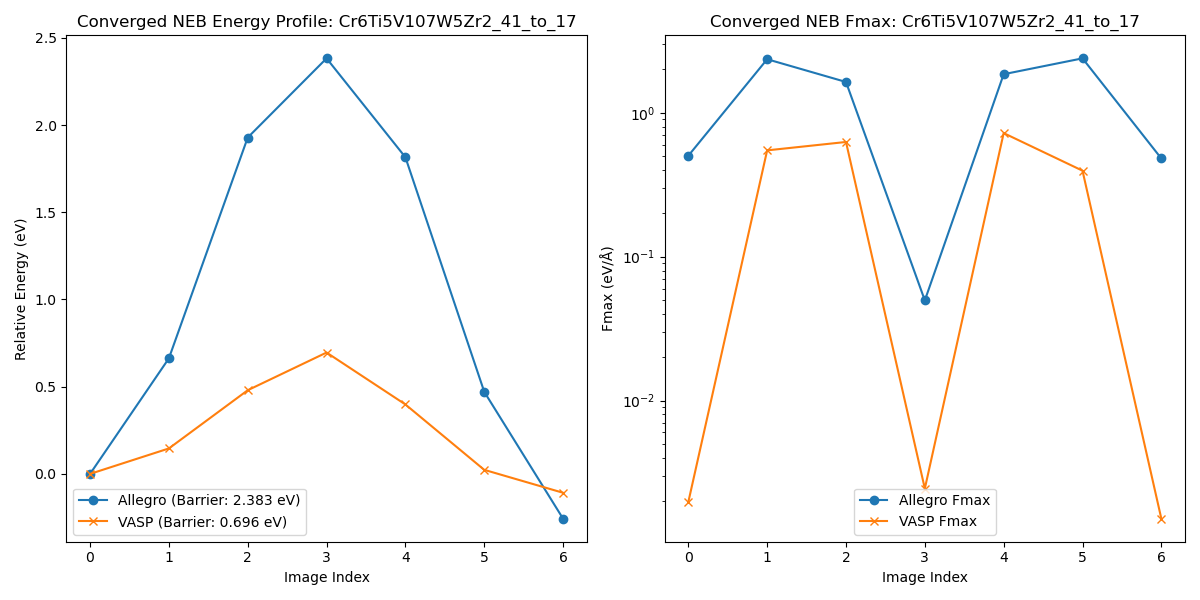 Converged NEB Energy Profile: Cr6Ti5V107W5Zr2_41_to_17
Relative Energy (eV)
2.5
2.0
1.5
1.0
0.5
0.0
Allegro (Barrier: 2.383 eV)
VASP (Barrier: 0.696 eV)
0 1 2 3 4 5 6
Image Index
Converged NEB Fmax: Cr6Ti5V107W5Zr2_41_to_17
Fmax (eV/Å)
10⁰
10⁻¹
10⁻²
Allegro Fmax
VASP Fmax
0 1 2 3 4 5 6
Image Index